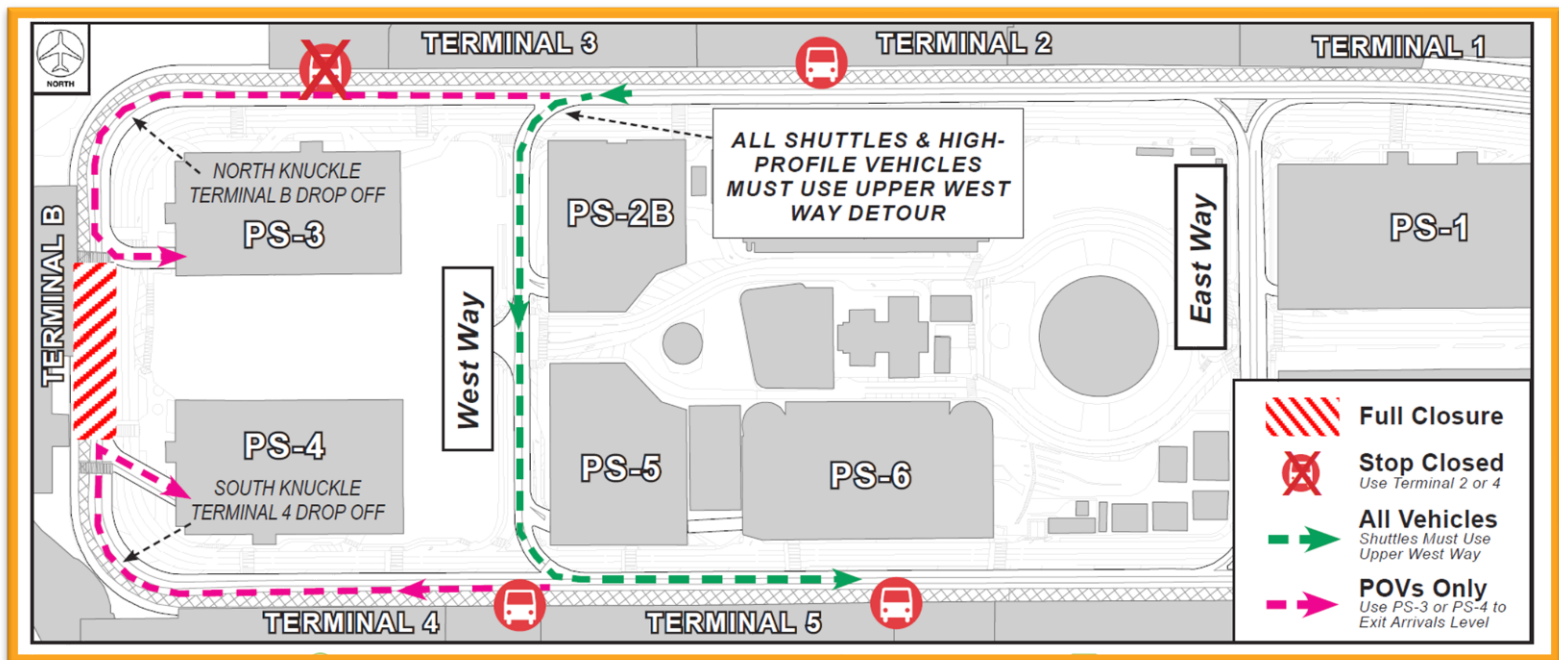 TERMINAL 3
TERMINAL 2
TERMINAL 1
NORTH
ALL SHUTTLES & HIGH-
PROFILE VEHICLES
MUST USE UPPER WEST
WAY DETOUR
NORTH KNUCKLE
TERMINAL B DROP OFF
PS-3
PS-2B
PS-1
TERMINAL B
West Way
East Way
PS-4
SOUTH KNUCKLE
TERMINAL 4 DROP OFF
PS-5
PS-6
TERMINAL 4
TERMINAL 5
Full Closure
Stop Closed
Use Terminal 2 or 4
All Vehicles
Shuttles Must Use
Upper West Way
POVs Only
Use PS-3 or PS-4 to
Exit Arrivals Level